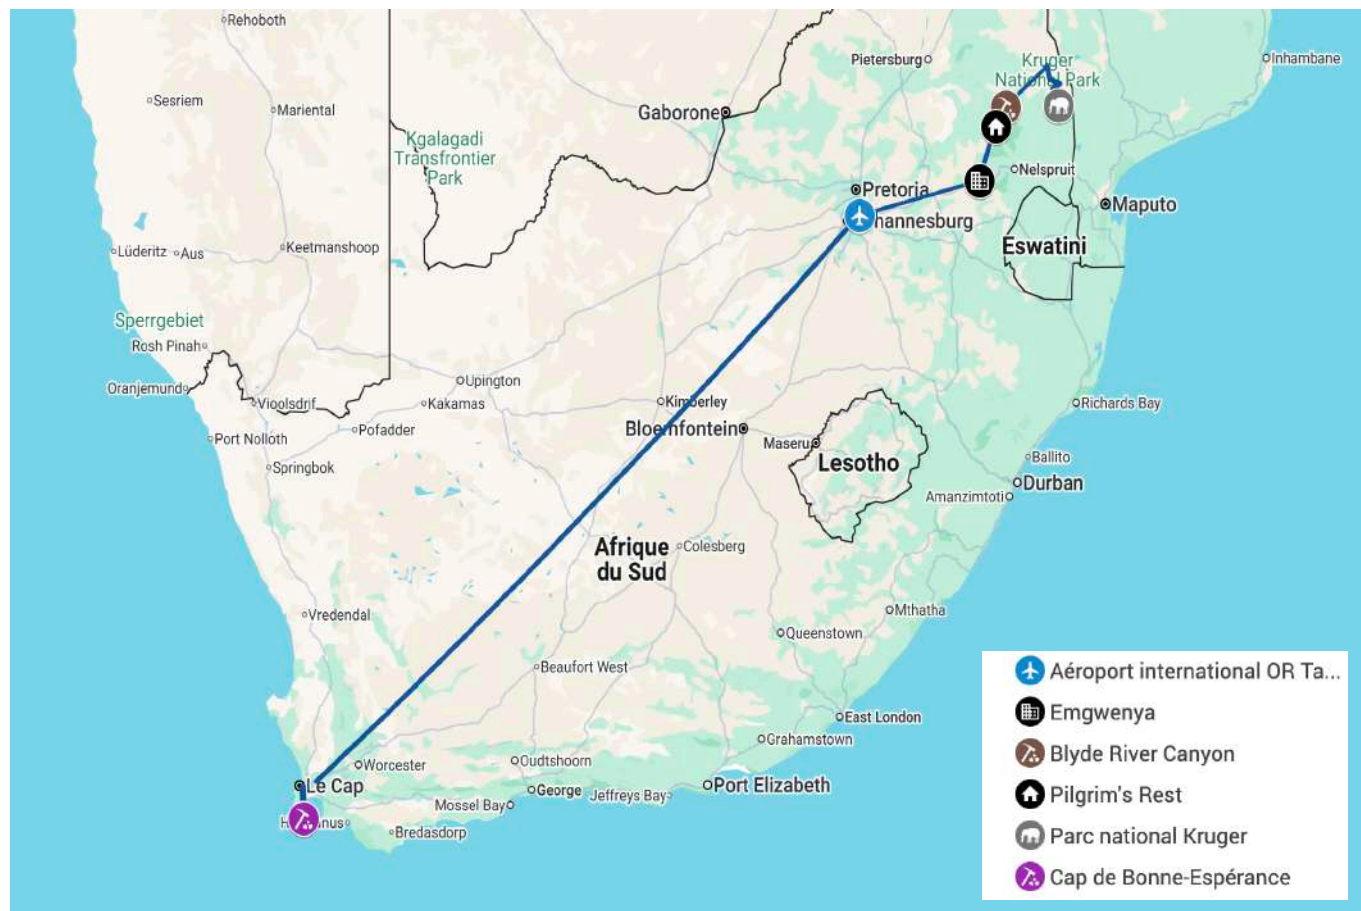 Rehoboth
Pietersburg
Kruger
National Park
Inhambane
Sesriem
Mariental
Gaborone
Kgalagadi
Transfrontier
Park
Nelspruit
Pretoria
Maputo
hannesburg
Lüderitz
Aus
Keetmanshoop
Eswatini
Sperrgebiet
Rosh Pinah
Oranjemund
Upington
Vioolsdrif
Kakamas
Kimberley
Richards Bay
Port Nolloth
Pofadder
Bloemfontein
Maseru
Lesotho
Ballito
Springbok
Durban
Amanzimtoti
Afrique
du Sud
Colesberg
Vredendal
Mthatha
Queenstown
Beaufort West
Aéroport international OR Ta...
Emgwenya
East London
Grahamstown
Blyde River Canyon
Worcester
Oudtshoorn
Le Cap
George
Jeffreys Bay
Port Elizabeth
Pilgrim's Rest
Mossel Bay
H
nus
Bredasdorp
Parc national Kruger
Cap de Bonne-Espérance